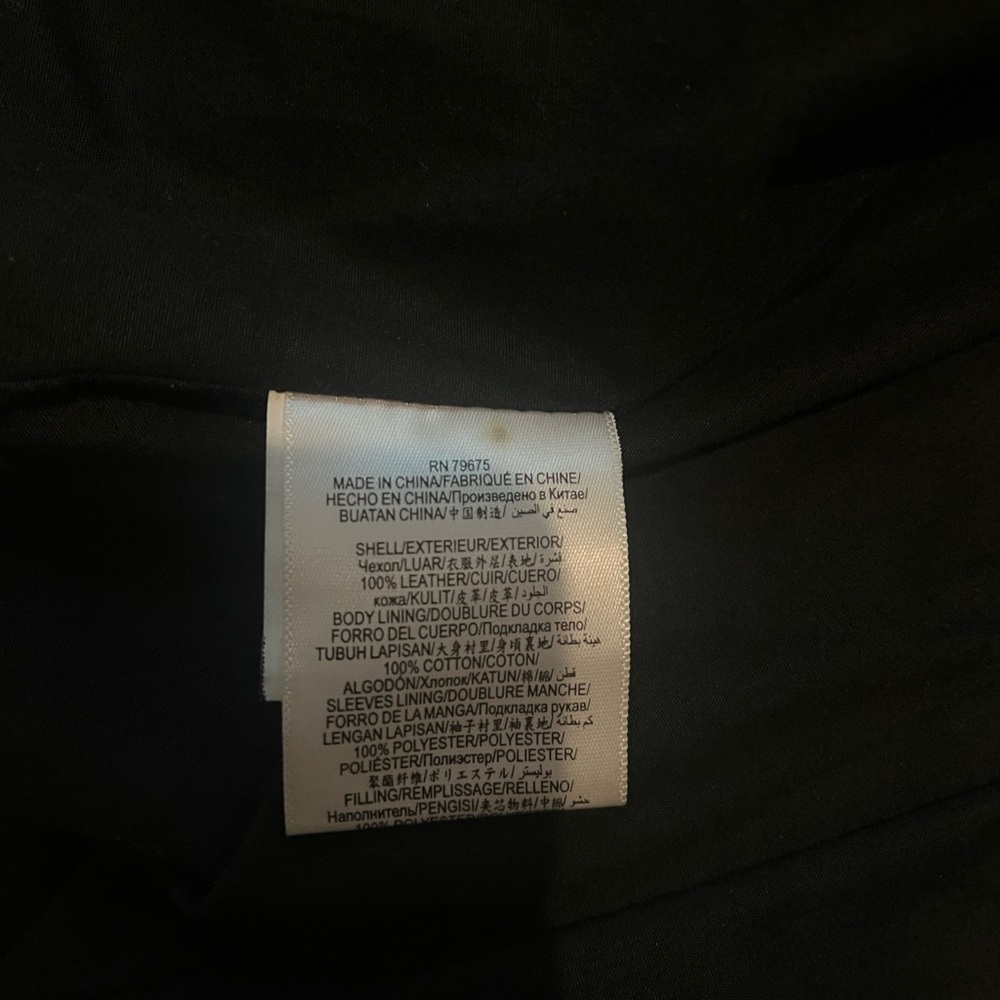 RN 79675
MADE IN CHINA/FABRIQUÉ EN CHINE/
HECHO EN CHINA/Произведено в Китае/
BUATAN CHINA/中国制造/ صنع في الصين
SHELL/EXTERIEUR/EXTERIOR/
Чехол/LUAR/衣服外层/表地/ قشرة
100% LEATHER/CUIR/CUERO/
кожа/KULIT/皮革/皮革/ الجلود
BODY LINING/DOUBLURE DU CORPS/
FORRO DEL CUERPO/Подкладка тело/
TUBUH LAPISAN/大身衬里/身頃裏地/ هيئة بطانة
100% COTTON/COTON/
ALGODÓN/Хлопок/KATUN/棉/綿/ قطن
SLEEVES LINING/DOUBLURE MANCHE/
FORRO DE LA MANGA/Подкладка рукав/
LENGAN LAPISAN/袖子衬里/袖裏地/ كم بطانة
100% POLYESTER/POLYESTER/
POLIÉSTER/Полиэстер/POLIESTER/
聚酯纤维/ポリエステル/ بوليستر
FILLING/REMPLISSAGE/RELLENO/
Наполнитель/PENGISI/夹芯物料/中綿/ حشو
100% POLYESTER/